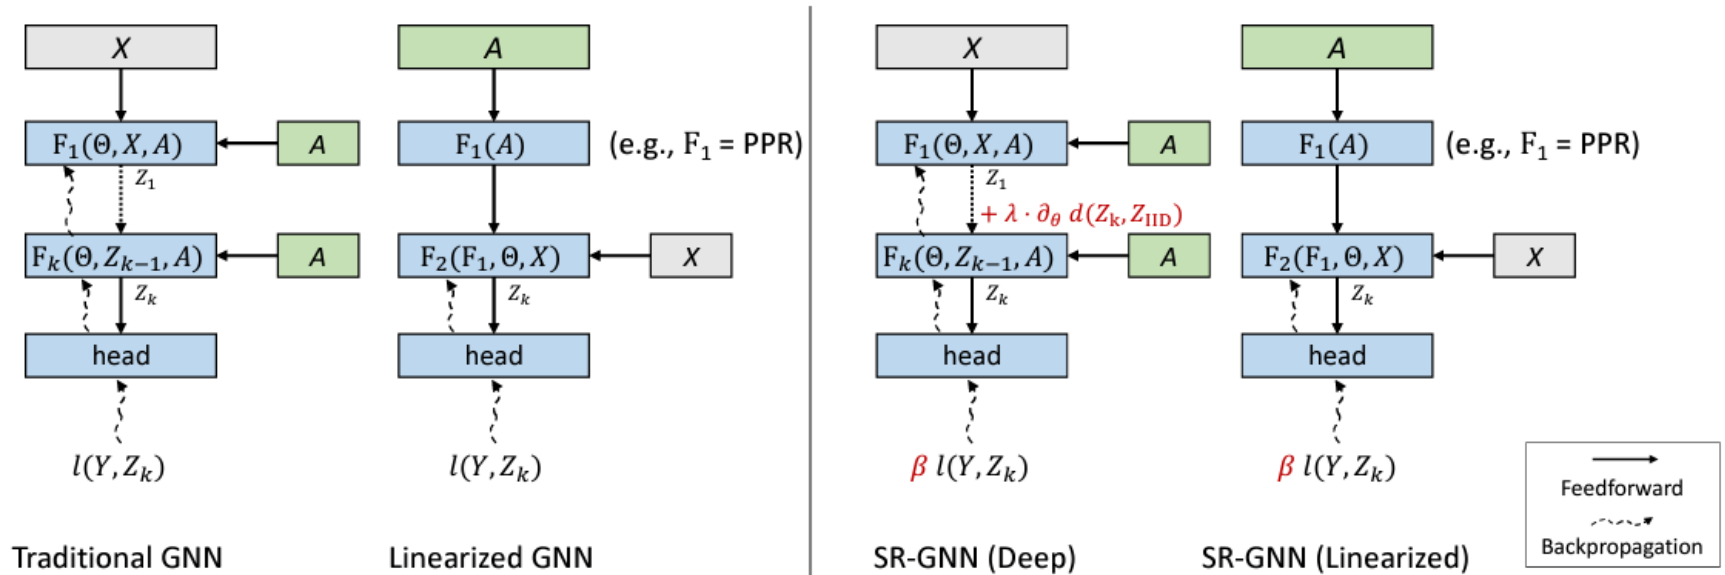 X
F₁(Θ, X, A)
A
Z₁
Fₖ(Θ, Zₖ₋₁, A)
A
Zₖ
head
l(Y, Zₖ)
Traditional GNN
A
F₁(A)
(e.g., F₁ = PPR)
F₂(F₁, Θ, X)
X
Zₖ
head
l(Y, Zₖ)
Linearized GNN
X
F₁(Θ, X, A)
A
Z₁
+ λ · ∂_θ d(Zₖ, Z_IID)
Fₖ(Θ, Zₖ₋₁, A)
A
Zₖ
head
β l(Y, Zₖ)
SR-GNN (Deep)
A
F₁(A)
(e.g., F₁ = PPR)
F₂(F₁, Θ, X)
X
Zₖ
head
β l(Y, Zₖ)
SR-GNN (Linearized)
Feedforward
Backpropagation